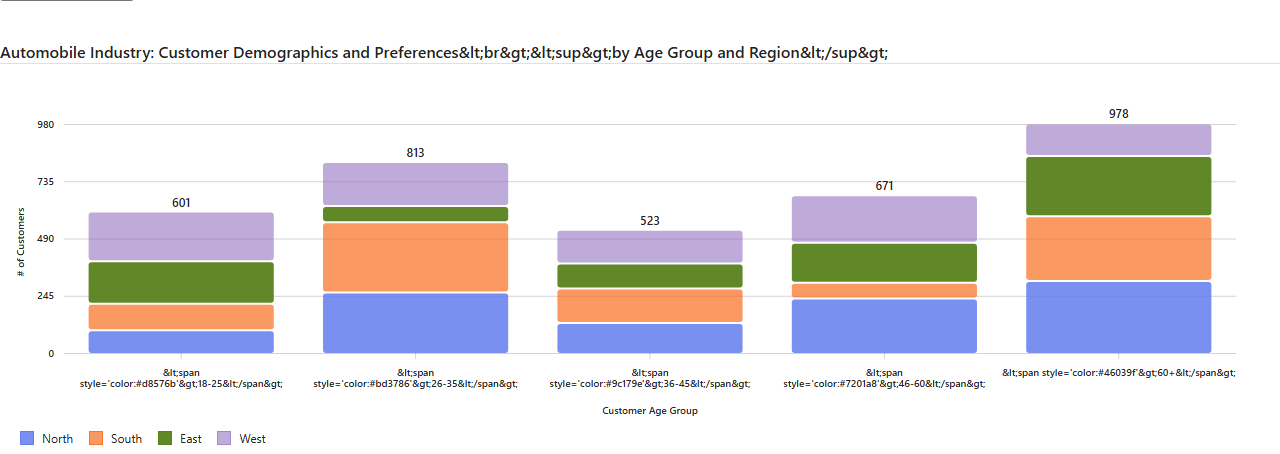 Automobile Industry: Customer Demographics and Preferences&lt;br&gt;&lt;sup&gt;by Age Group and Region&lt;/sup&gt;
978
980
813
735
671
601
523
490
245
0
# of Customers
&lt;span
style='color:#d8576b'&gt;18-25&lt;/span&gt;
&lt;span
style='color:#bd3786'&gt;26-35&lt;/span&gt;
&lt;span
style='color:#9c179e'&gt;36-45&lt;/span&gt;
&lt;span
style='color:#7201a8'&gt;46-60&lt;/span&gt;
&lt;span style='color:#46039f'&gt;60+&lt;/span&gt;
Customer Age Group
North South East West